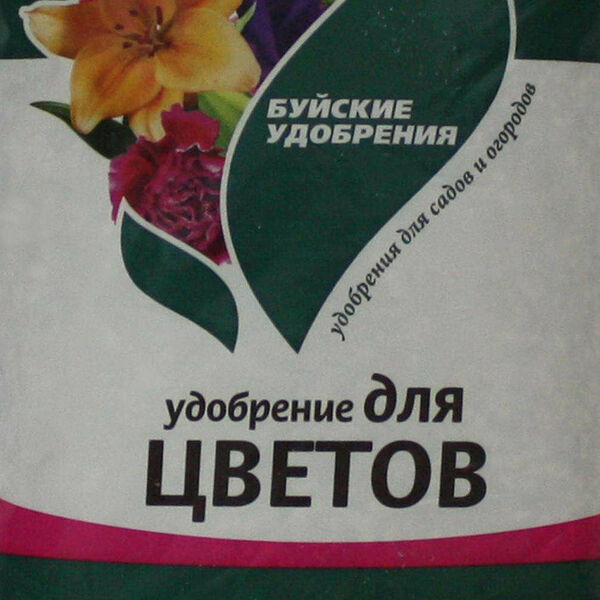 БУЙСКИЕ
УДОБРЕНИЯ
удобрения для садов и огородов
удобрение для
ЦВЕТОВ